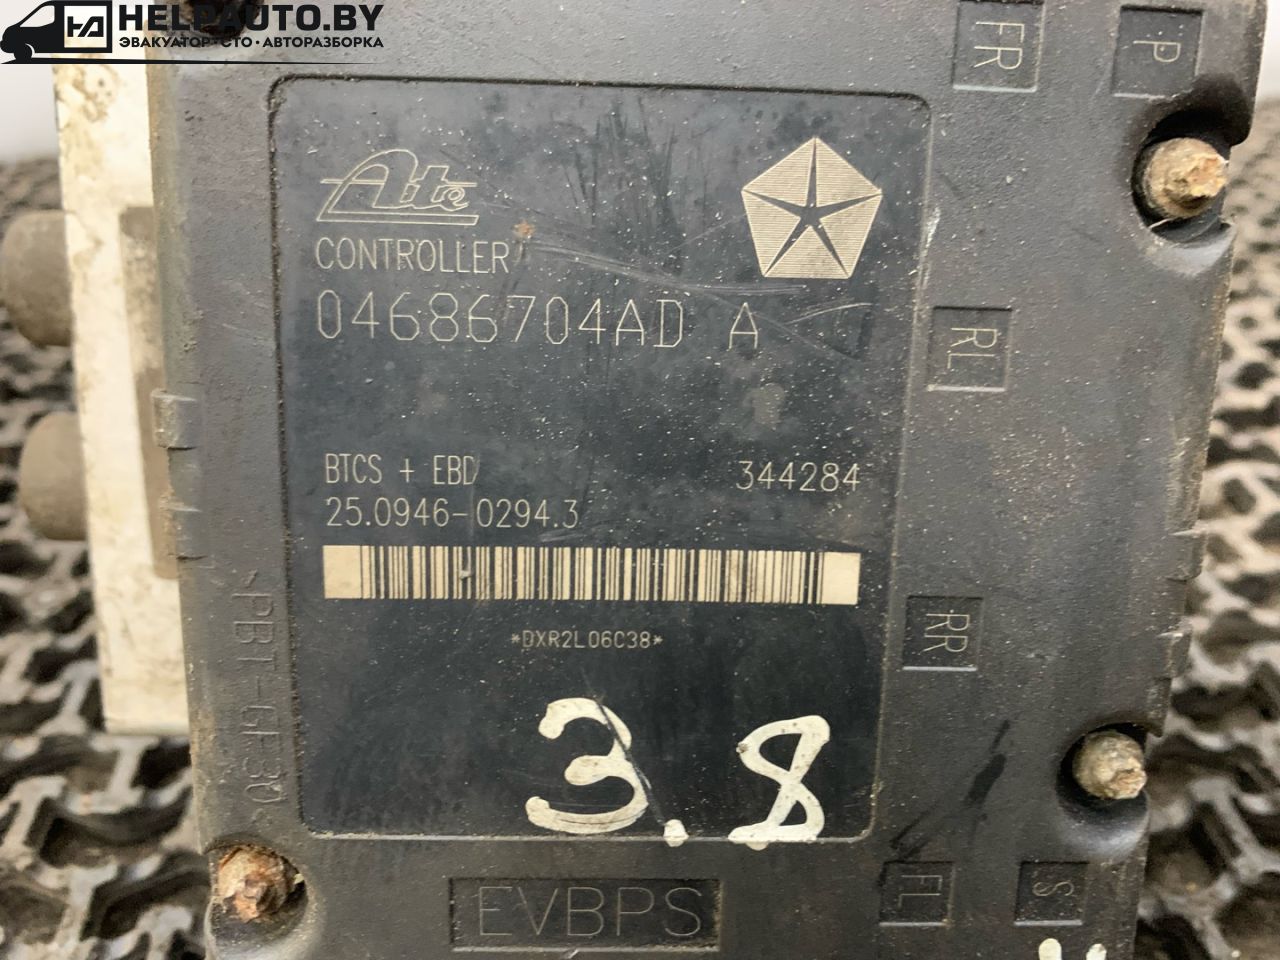 HELPAUTO.BY
ЭВАКУАТОР•СТО•АВТОРАЗБОРКА
FR
P
Ate
CONTROLLER
04686704AD A
RL
BTCS + EBD
344284
25.0946-0294.3
*DXR2L06C38*
RR
>PBT-GF30<
3.8
FL
S
EVBPS